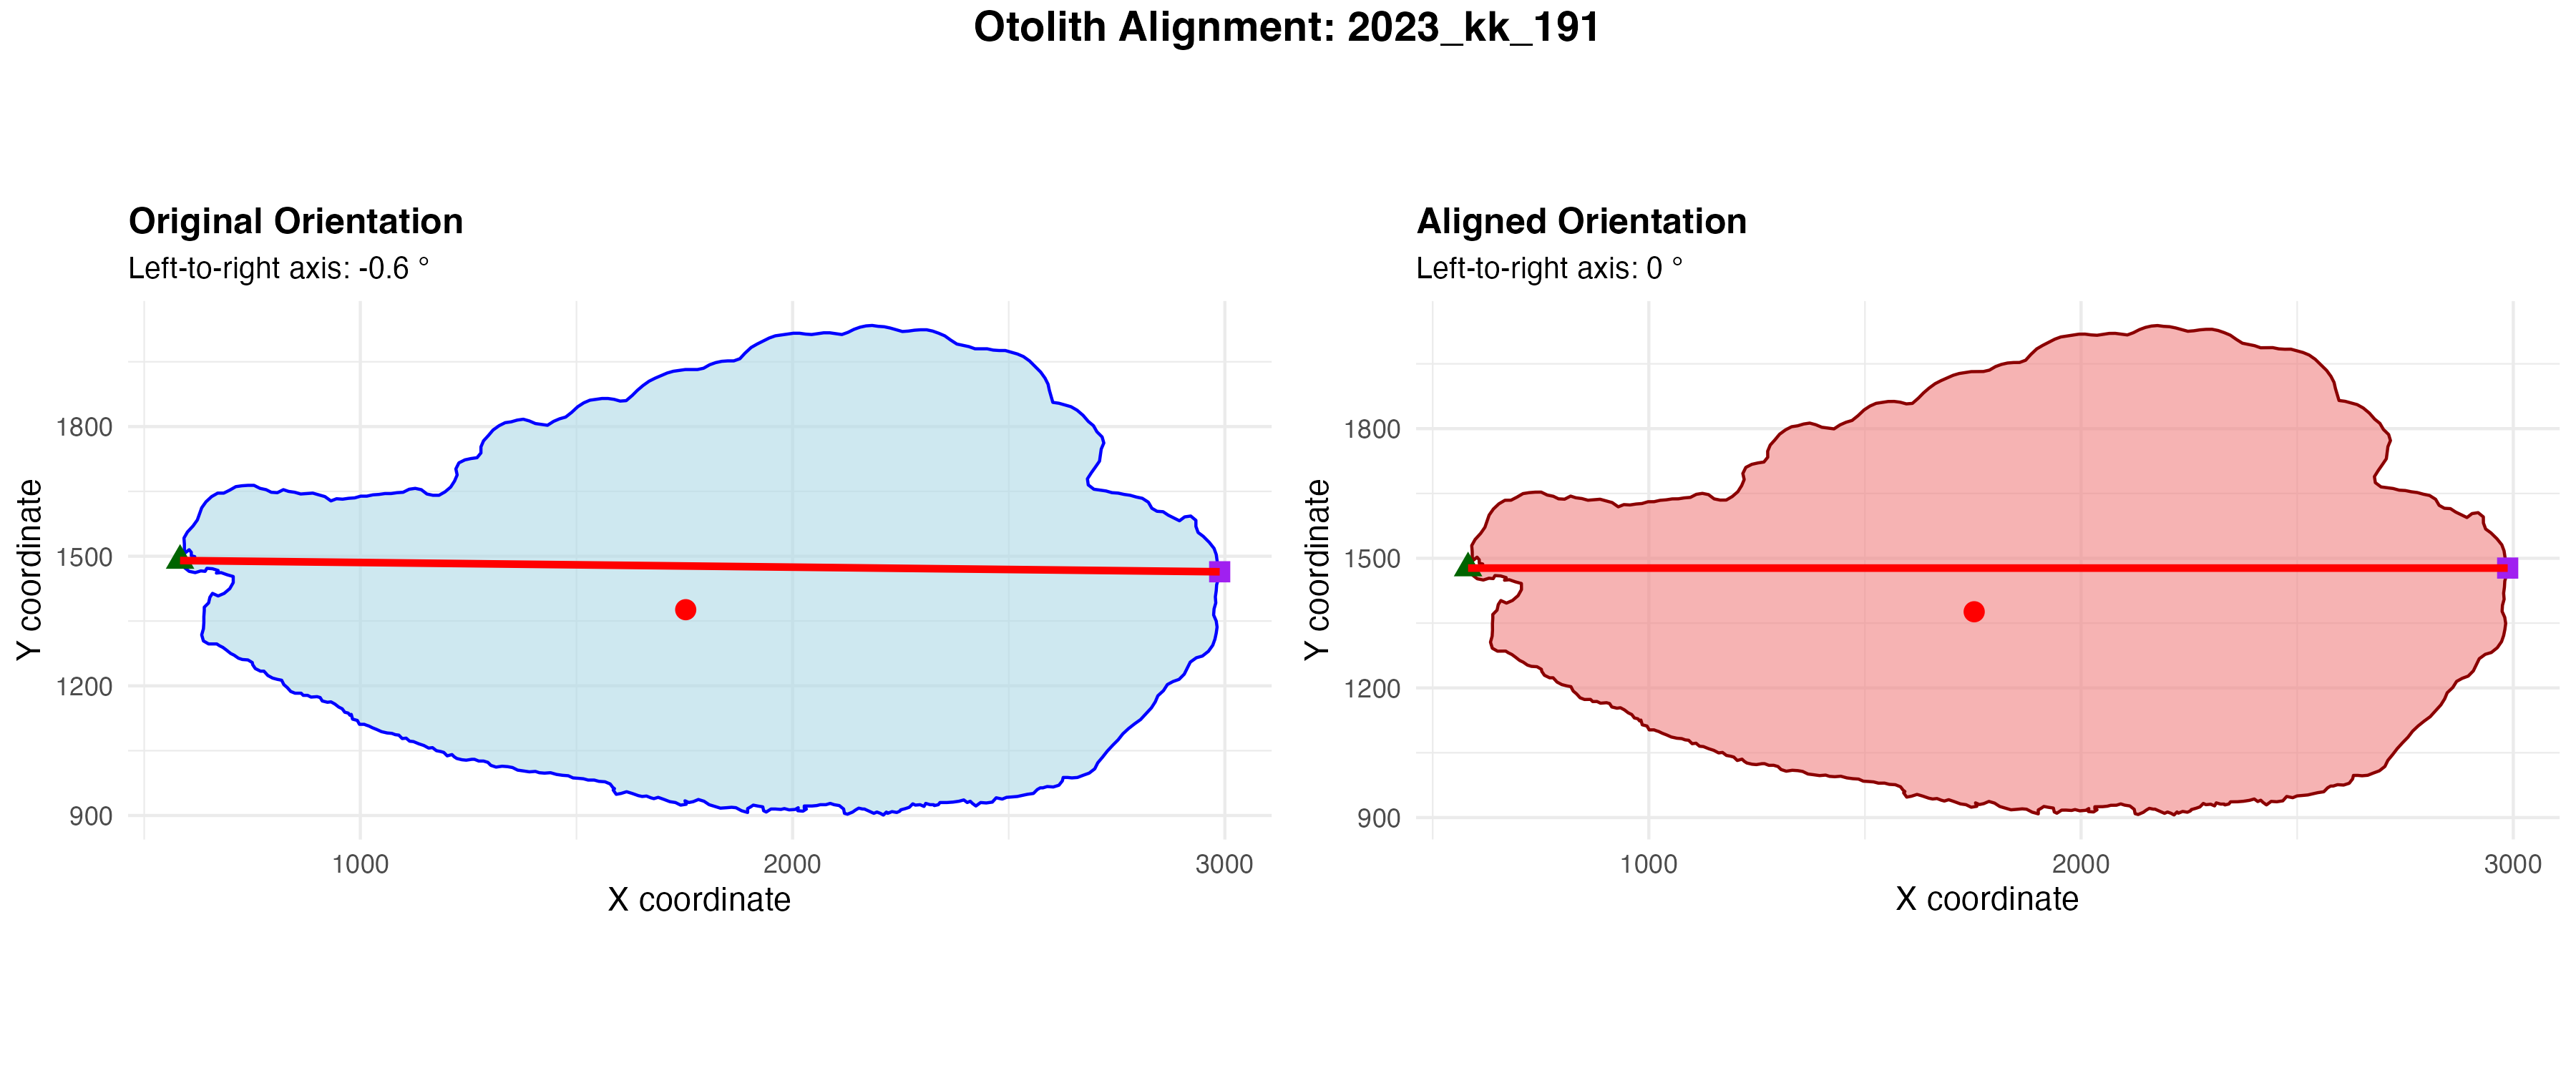 Otolith Alignment: 2023_kk_191
Original Orientation
Left-to-right axis: -0.6 °
Y coordinate
1800
1500
1200
900
1000
2000
3000
X coordinate
Aligned Orientation
Left-to-right axis: 0 °
Y coordinate
1800
1500
1200
900
1000
2000
3000
X coordinate